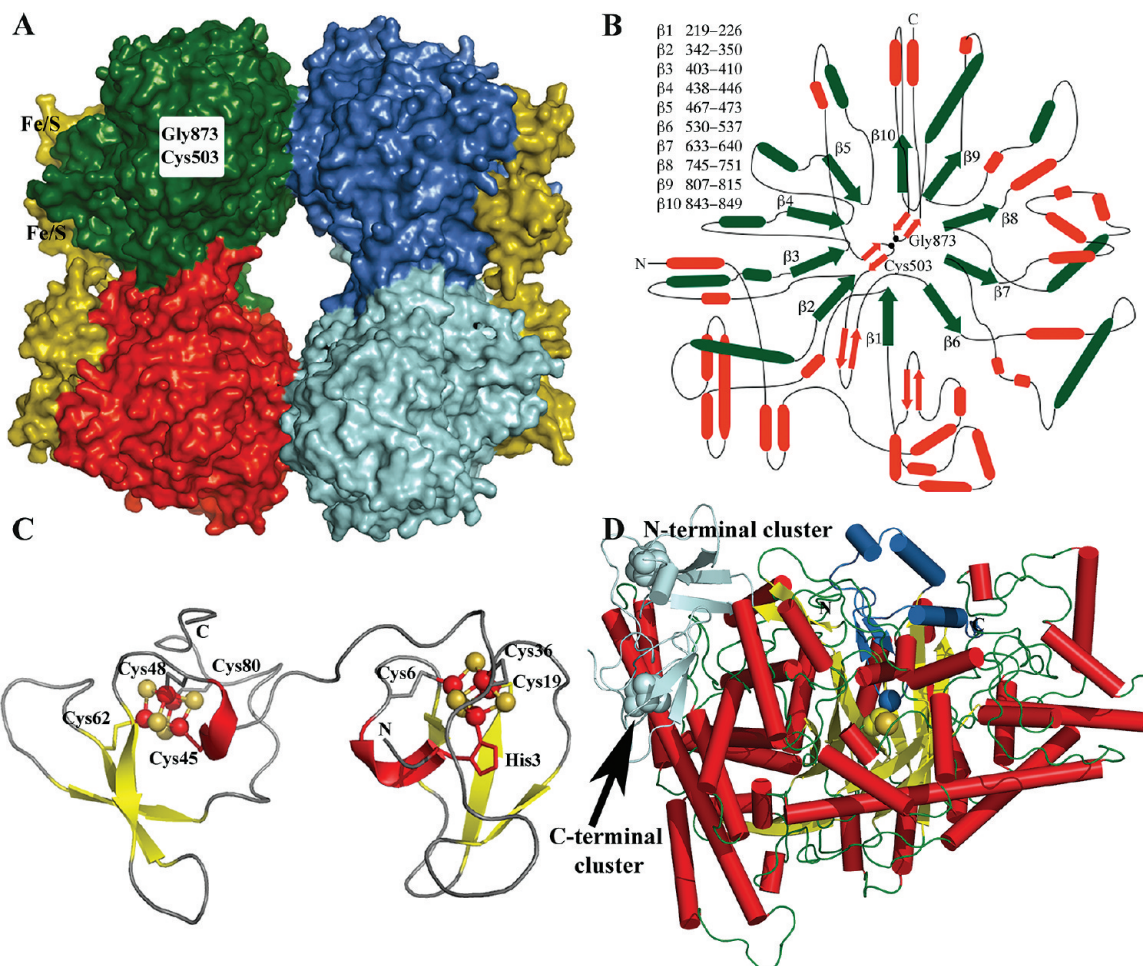 A
Fe/S
Gly873
Cys503
Fe/S
B
β1 219–226
β2 342–350
β3 403–410
β4 438–446
β5 467–473
β6 530–537
β7 633–640
β8 745–751
β9 807–815
β10 843–849
C
β10
β9
β5
β4
β8
Gly873
N
β3
Cys503
β7
β2
β1
β6
C
C
Cys48
Cys80
Cys62
Cys45
Cys36
Cys6
Cys19
N
His3
D
N-terminal cluster
N
C
C-terminal
cluster